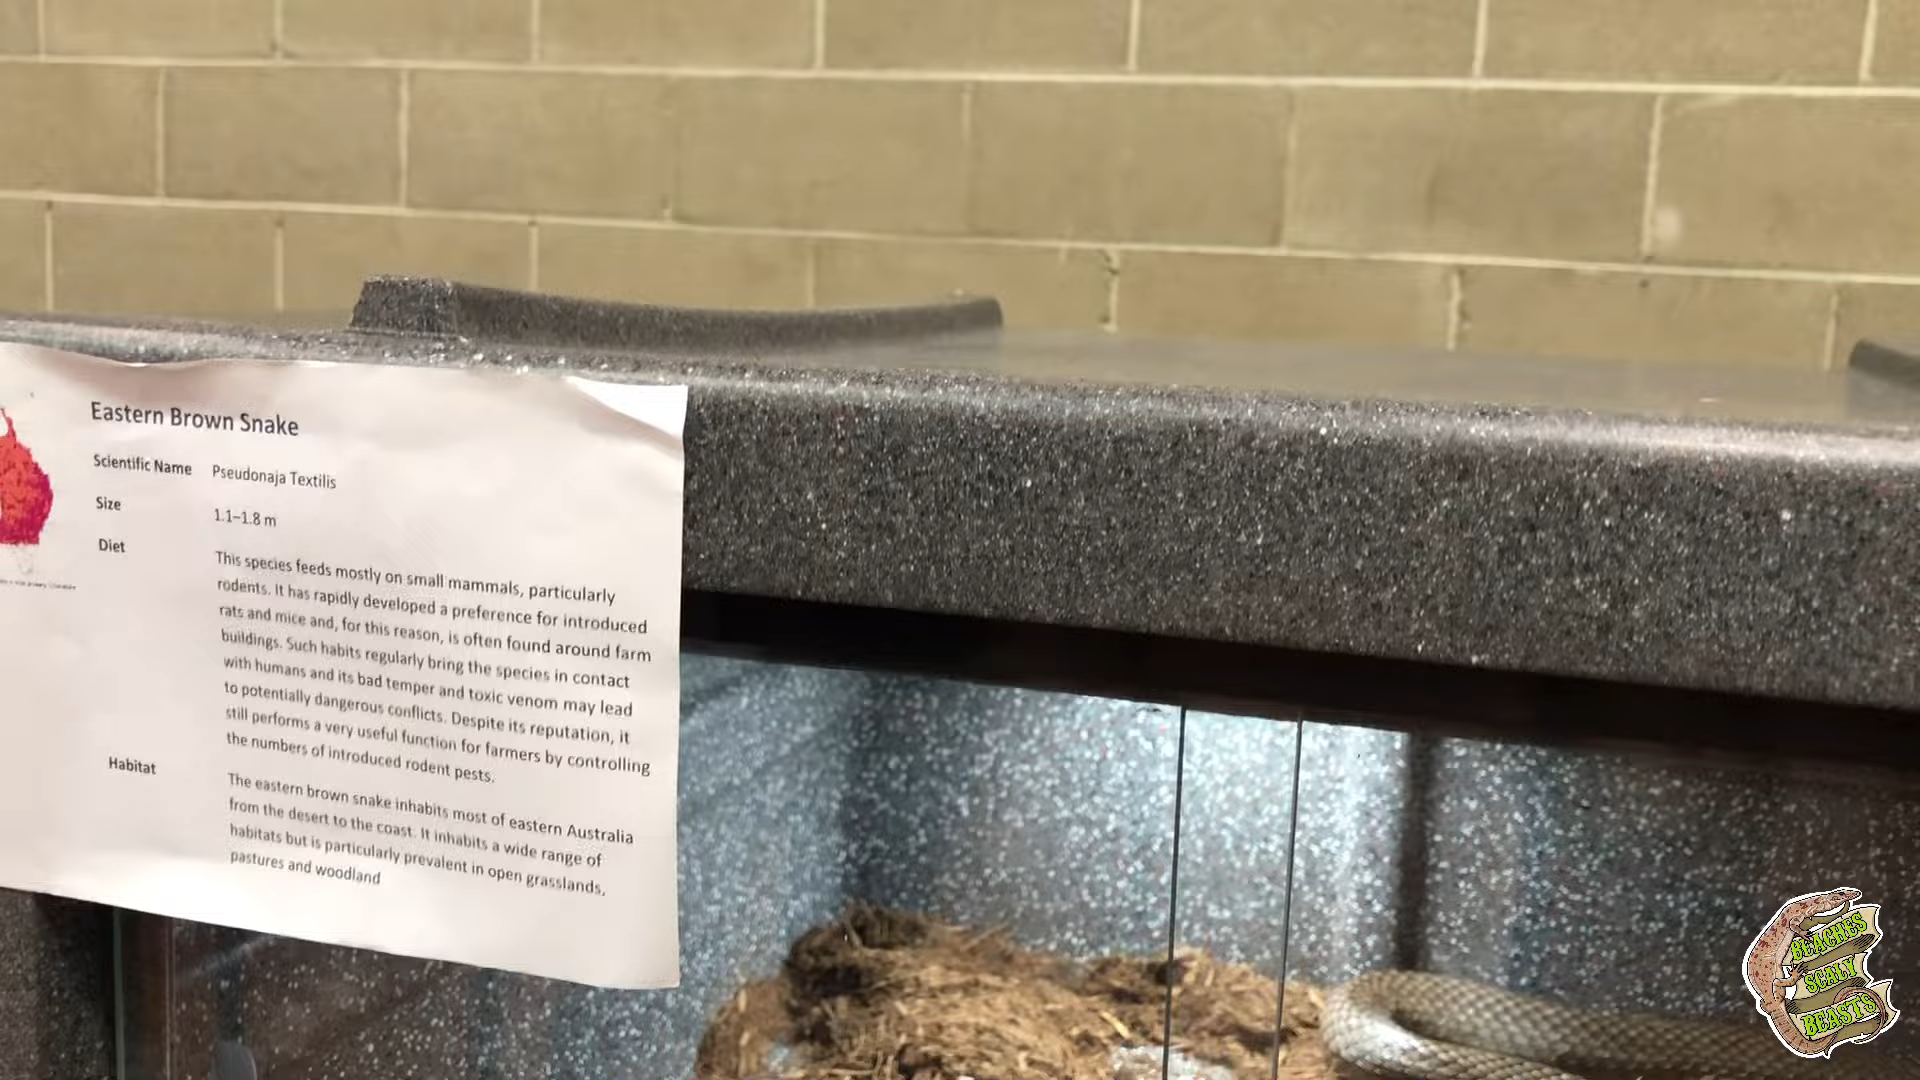 Eastern Brown Snake
Scientific Name Pseudonaja Textilis
Size 1.1–1.8 m
Diet
This species feeds mostly on small mammals, particularly
rodents. It has rapidly developed a preference for introduced
rats and mice and, for this reason, is often found around farm
buildings. Such habits regularly bring the species in contact
with humans and its bad temper and toxic venom may lead
to potentially dangerous conflicts. Despite its reputation, it
still performs a very useful function for farmers by controlling
the numbers of introduced rodent pests.
Habitat
The eastern brown snake inhabits most of eastern Australia
from the desert to the coast. It inhabits a wide range of
habitats but is particularly prevalent in open grasslands,
pastures and woodland
BEACHES
SCALY
BEASTS